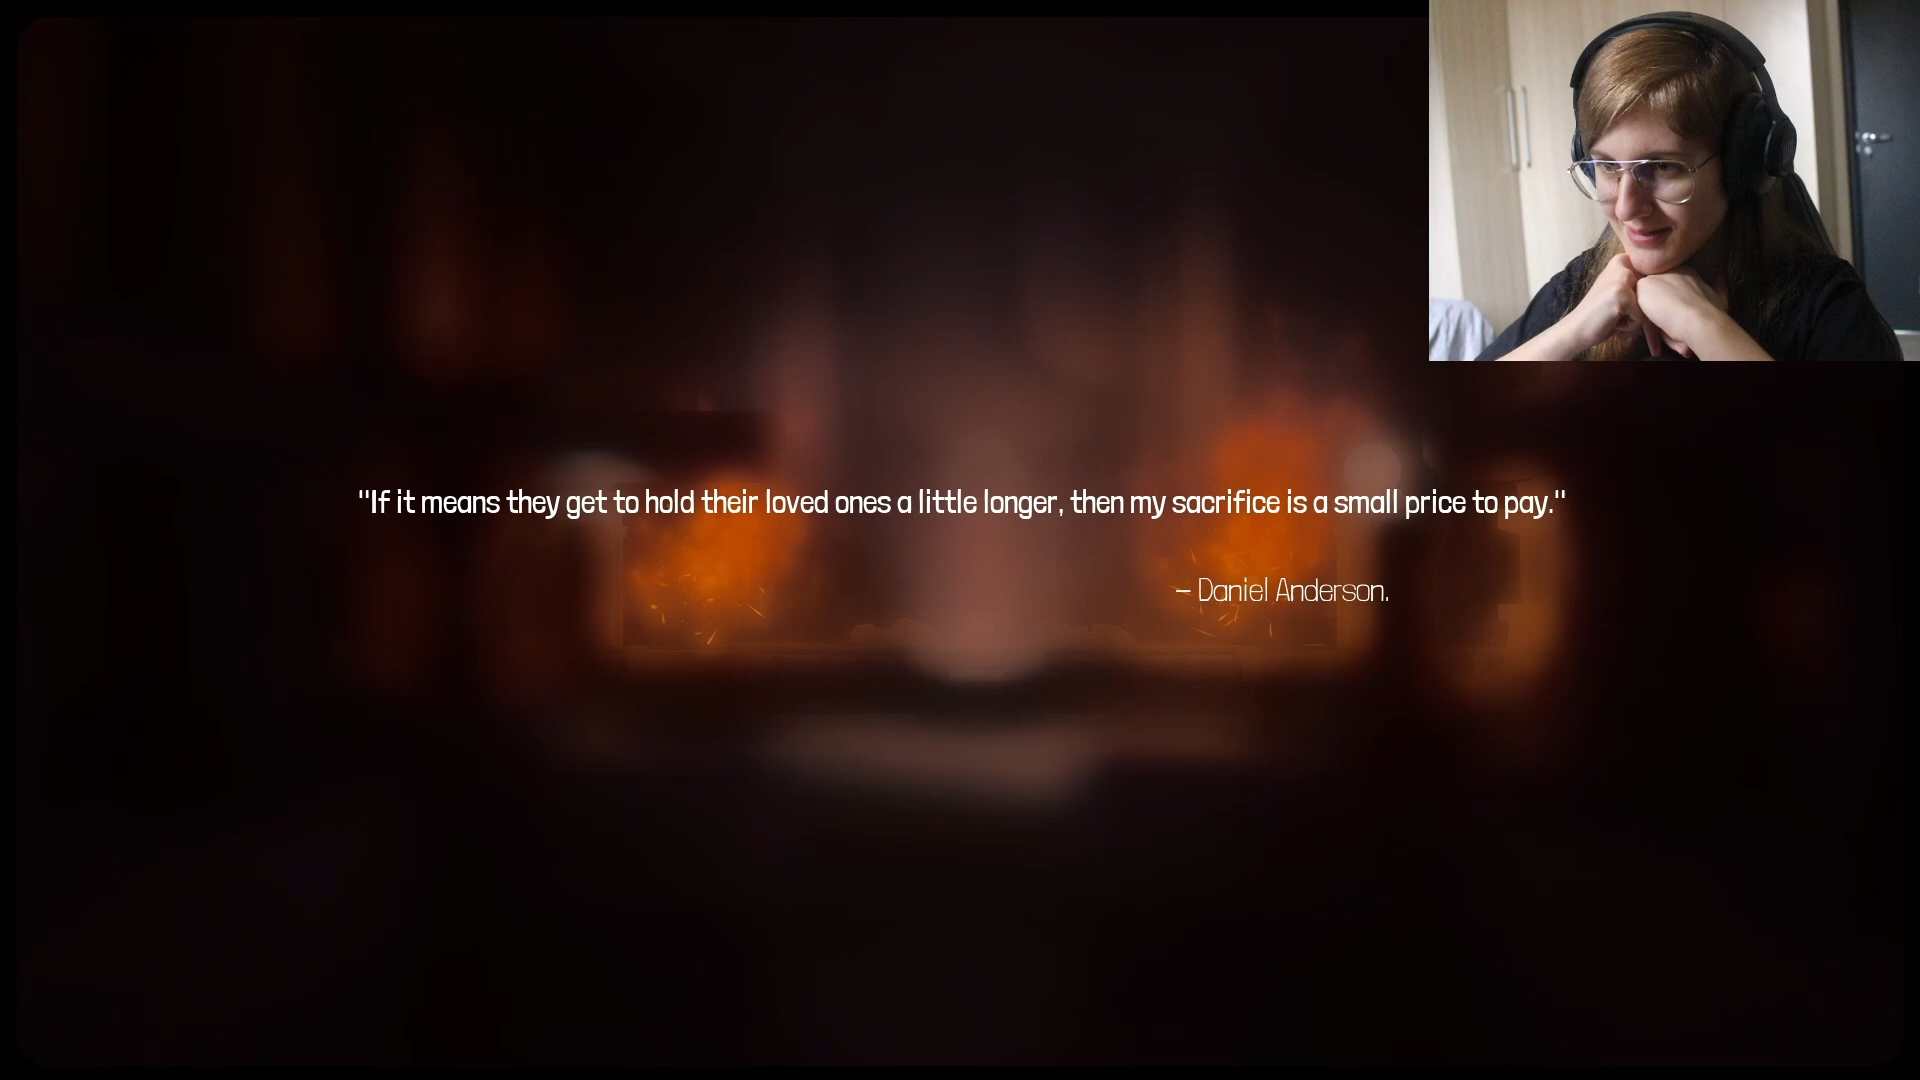 "If it means they get to hold their loved ones a little longer, then my sacrifice is a small price to pay."
– Daniel Anderson.